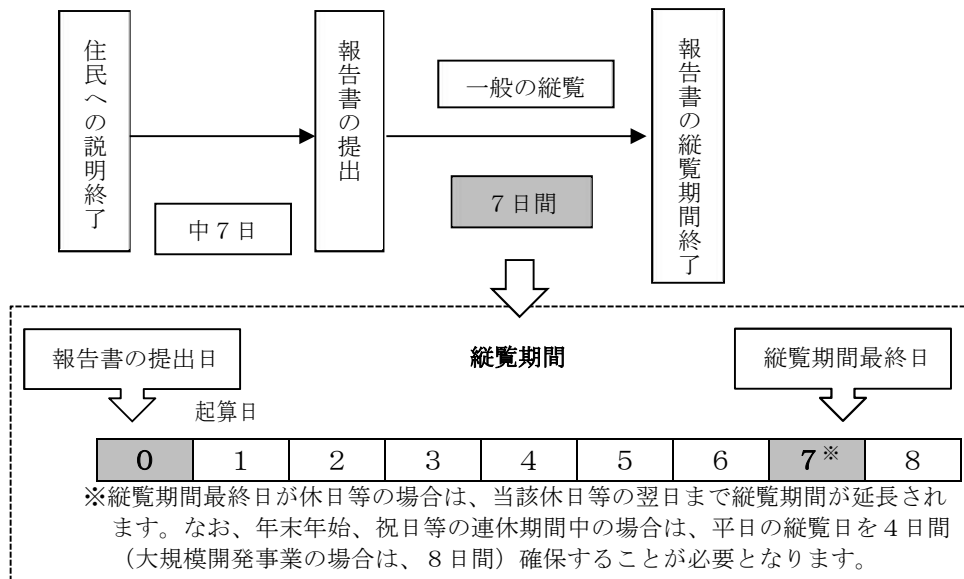 住民への説明終了
報告書の提出
一般の縦覧
報告書の縦覧期間終了
中７日
７日間
報告書の提出日
縦覧期間
縦覧期間最終日
起算日
０ １ ２ ３ ４ ５ ６ ７※ ８
※縦覧期間最終日が休日等の場合は、当該休日等の翌日まで縦覧期間が延長され
ます。なお、年末年始、祝日等の連休期間中の場合は、平日の縦覧日を４日間
（大規模開発事業の場合は、８日間）確保することが必要となります。